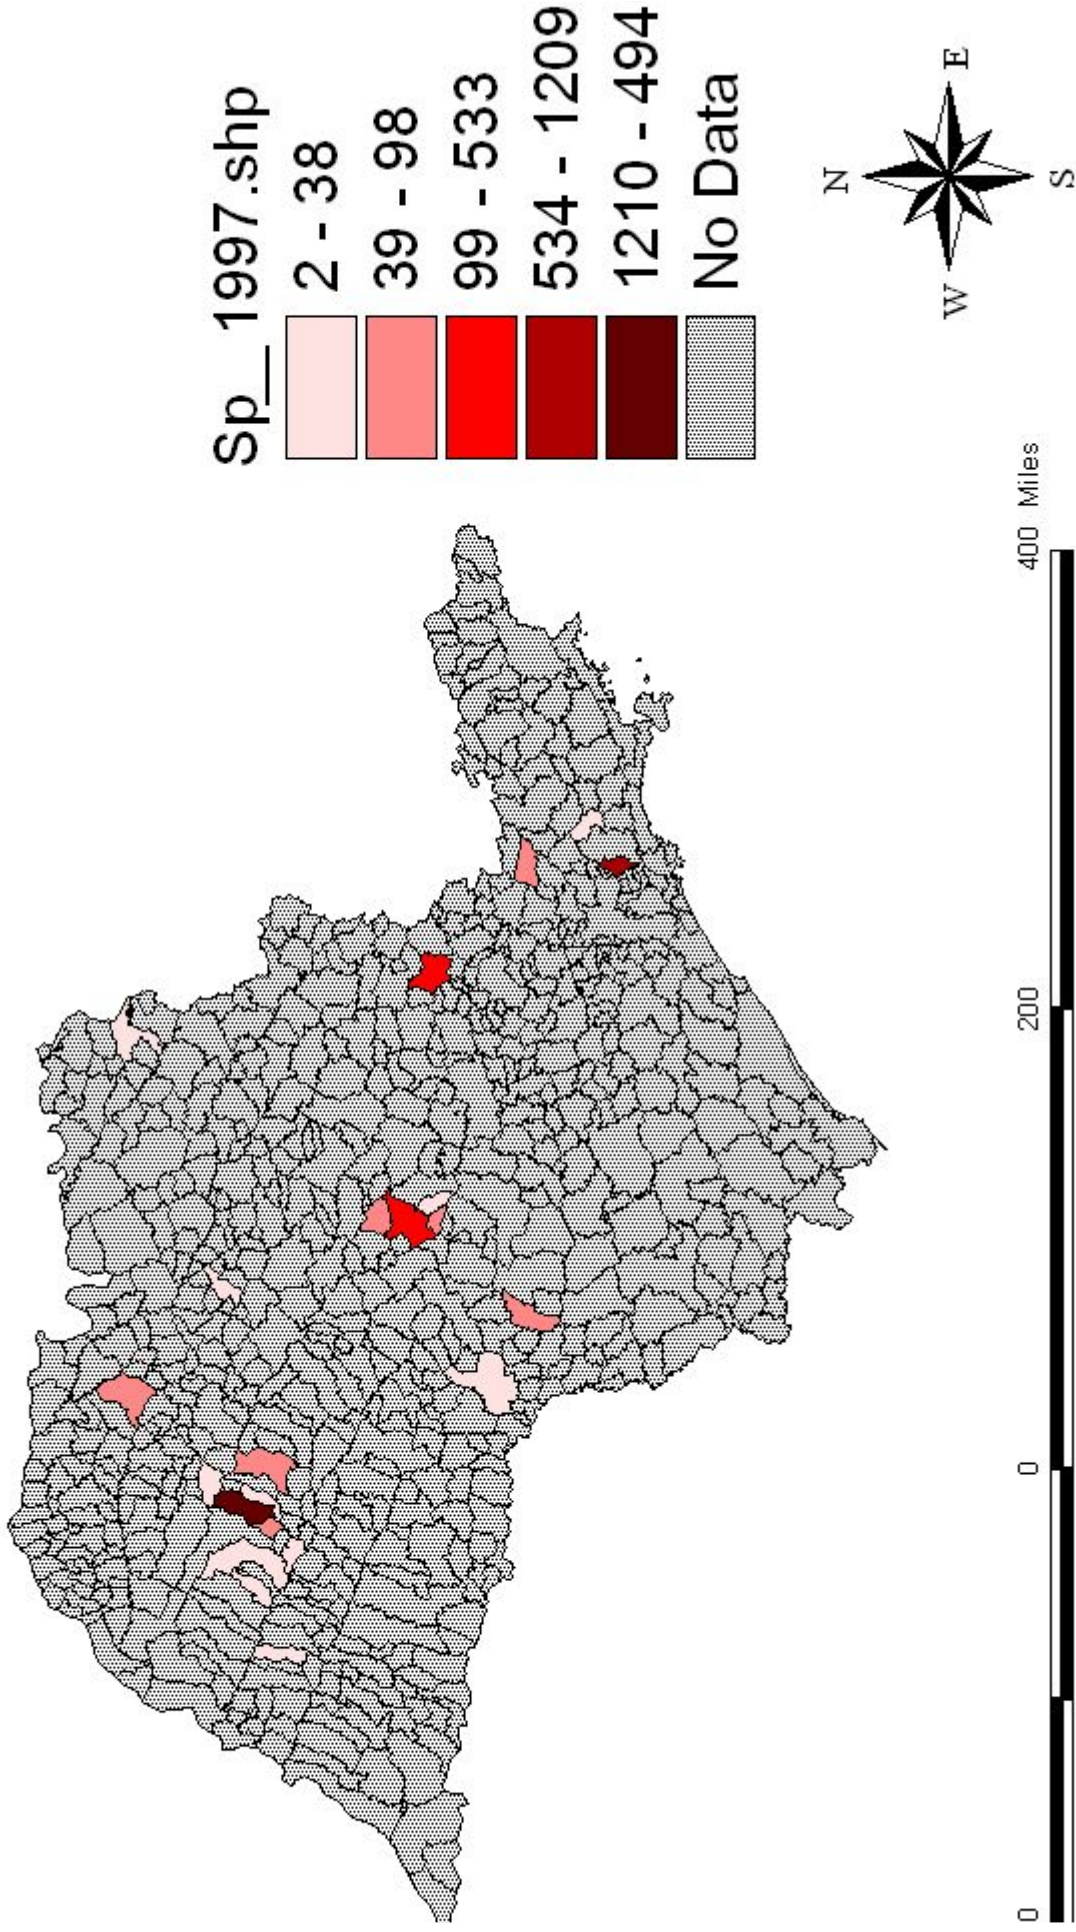 Sp__1997.shp
2 - 38
39 - 98
99 - 533
534 - 1209
1210 - 494
No Data
N
W E
S
0 0 200 400 Miles